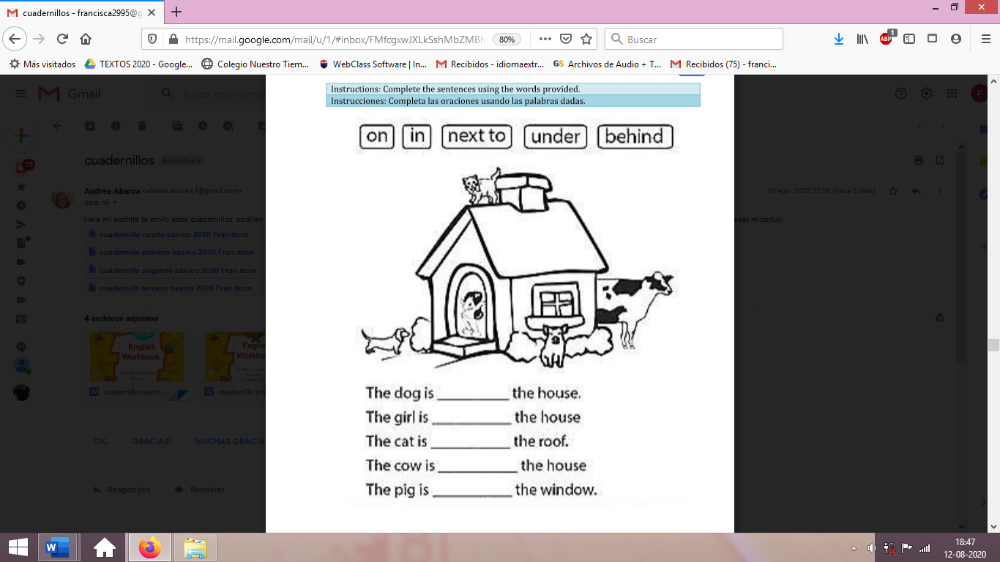 cuadernillos - francisca2995@g
https://mail.google.com/mail/u/1/#inbox/FMfcgxwJXLkSshMbZMBh
80%
Buscar
1
Más visitados
TEXTOS 2020 - Google...
Colegio Nuestro Tiem...
WebClass Software | In...
Recibidos - idiomaextr...
Archivos de Audio + T...
Recibidos (75) - franci...
Gmail
Buscar en el correo
F
Instructions: Complete the sentences using the words provided.
Instrucciones: Completa las oraciones usando las palabras dadas.
on in next to under behind
75
cuadernillos
Recibidos x
Andrea Abarca <abarca.andrea.f@gmail.com>
10 ago. 2020 22:26 (hace 2 días)
para mí
Hola mi washita te envío estos cuadernillos, podrían
ades mideduc.
cuadernillo cuarto basico 2020 Fran.docx
cuadernillo primero basico 2020 Fran.docx
cuadernillo segundo basico 2020 Fran.docx
cuadernillo tercero basico 2020 Fran.docx
4 archivos adjuntos
English
Workbook
English
Workbo
cuadernillo cuarto ...
cuadernillo pri
The dog is __________ the house.
The girl is ___________ the house
The cat is ___________ the roof.
The cow is ___________ the house
The pig is ___________ the window.
OK.
GRACIAS!
MUCHAS GRACIA
Responder
Reenviar
18:47
12-08-2020